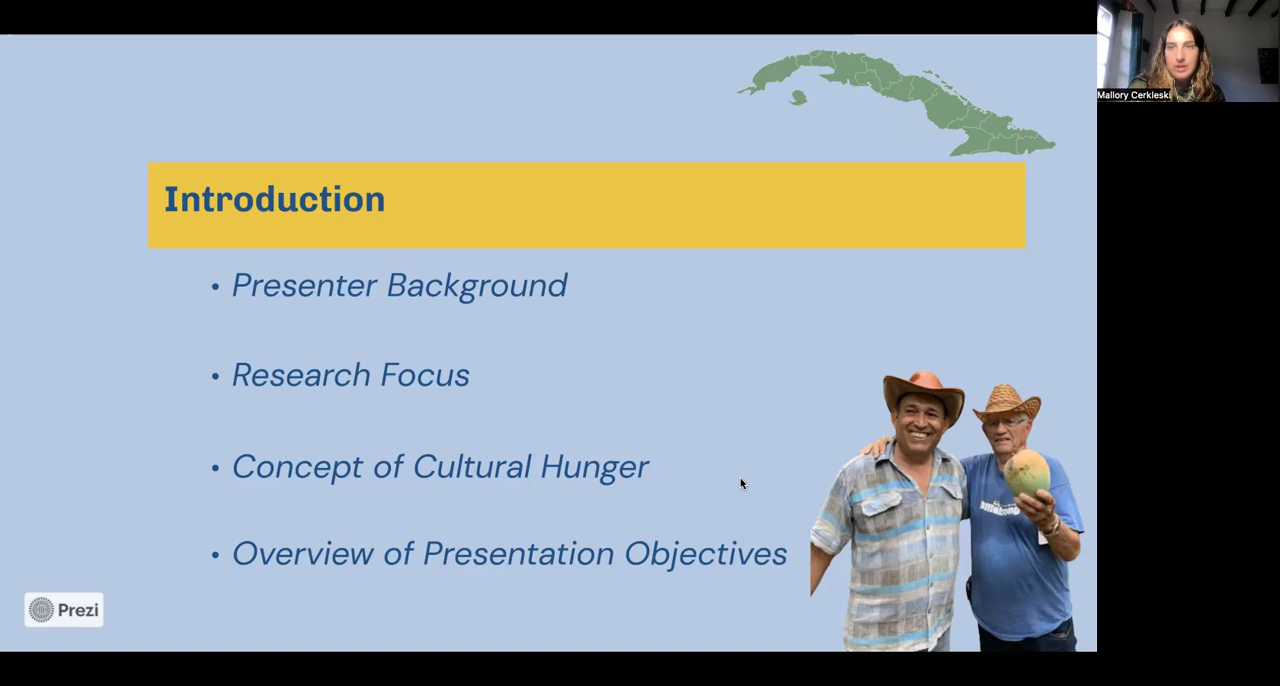 Mallory Cerkleski
Introduction
• Presenter Background
• Research Focus
• Concept of Cultural Hunger
• Overview of Presentation Objectives
Prezi